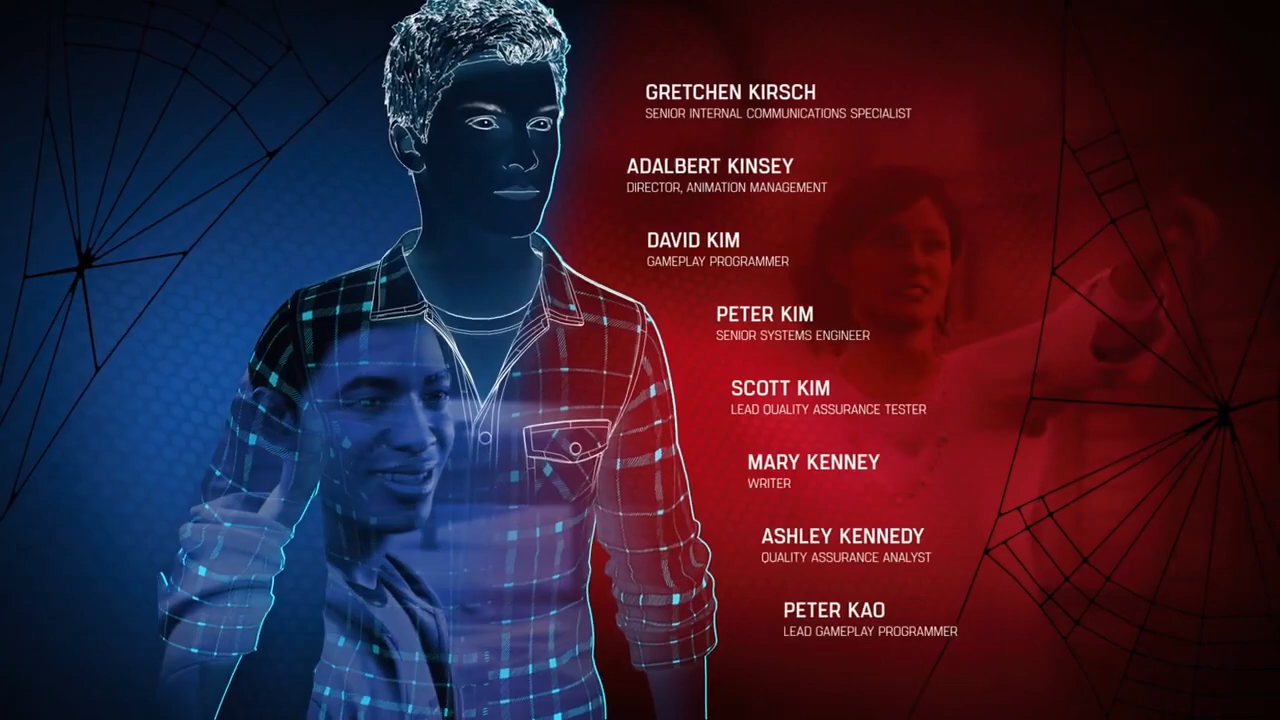 GRETCHEN KIRSCH
SENIOR INTERNAL COMMUNICATIONS SPECIALIST
ADALBERT KINSEY
DIRECTOR, ANIMATION MANAGEMENT
DAVID KIM
GAMEPLAY PROGRAMMER
PETER KIM
SENIOR SYSTEMS ENGINEER
SCOTT KIM
LEAD QUALITY ASSURANCE TESTER
MARY KENNEY
WRITER
ASHLEY KENNEDY
QUALITY ASSURANCE ANALYST
PETER KAO
LEAD GAMEPLAY PROGRAMMER